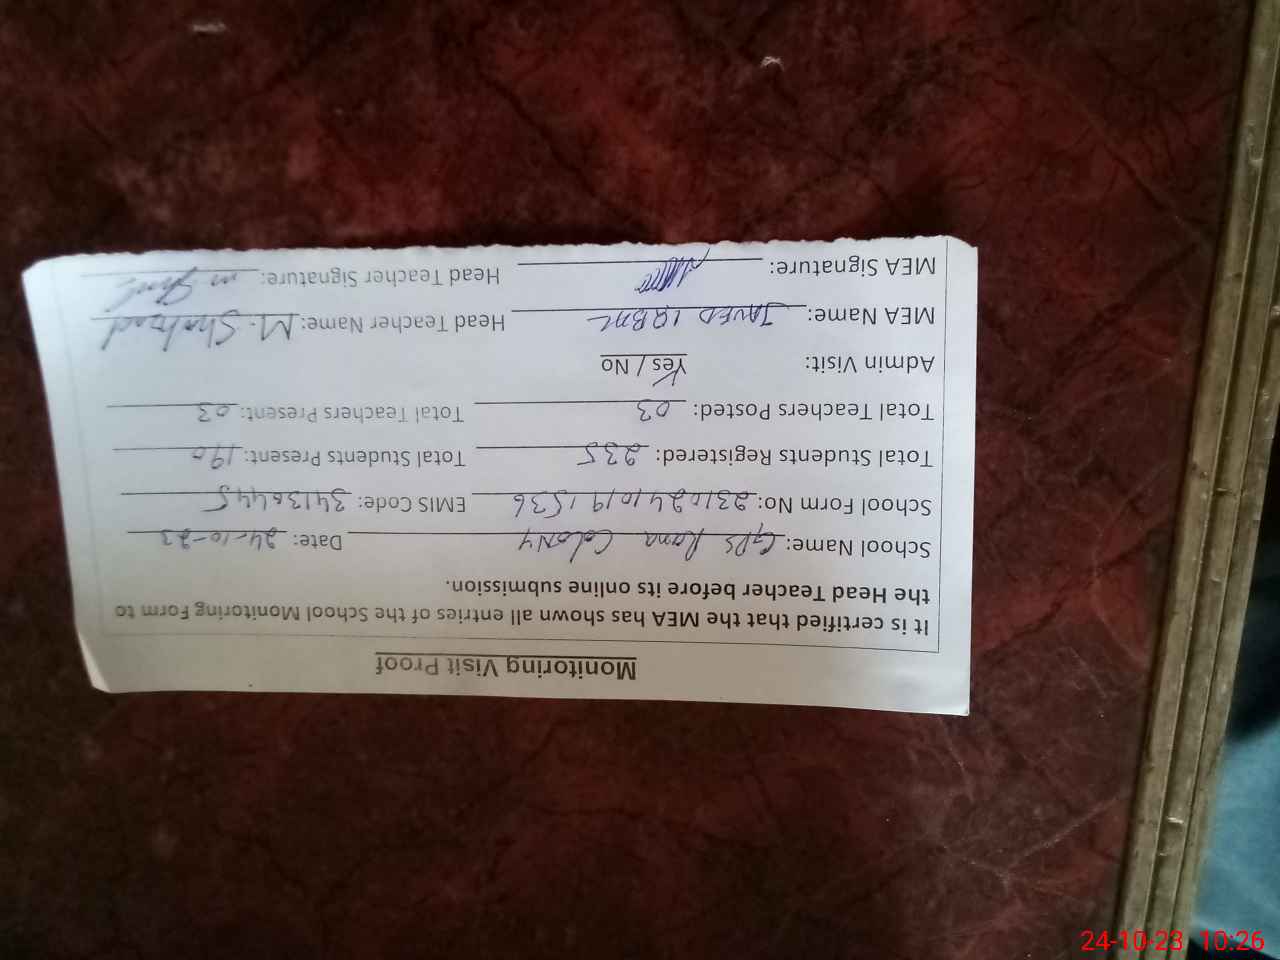 Monitoring Visit Proof
It is certified that the MEA has shown all entries of the School Monitoring Form to
the Head Teacher before its online submission.
School Name: GPS Rana ColoNy Date: 24-10-23
School Form No: 23102410191536 EMIS Code: 34130445
Total Students Registered: 235 Total Students Present: 190
Total Teachers Posted: 03 Total Teachers Present: 03
Admin Visit: Yes / No
MEA Name: JAVED IQBAL Head Teacher Name: M. Shahzad
MEA Signature: Head Teacher Signature:
24-10-23 10:26